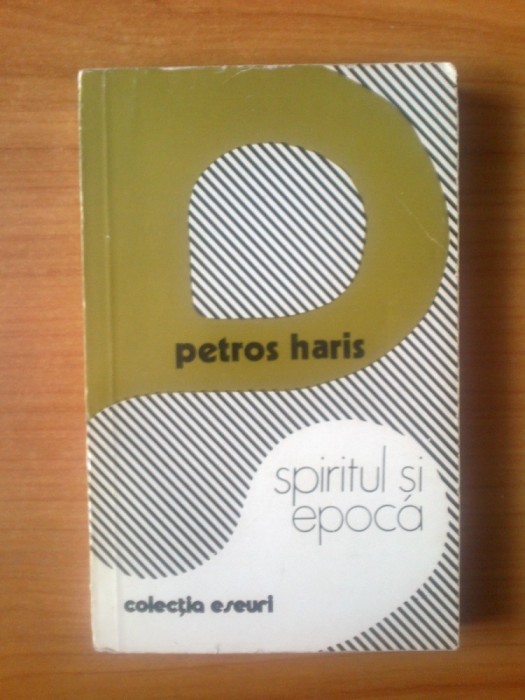 petros haris
spiritul și
epocă
colecția eseuri